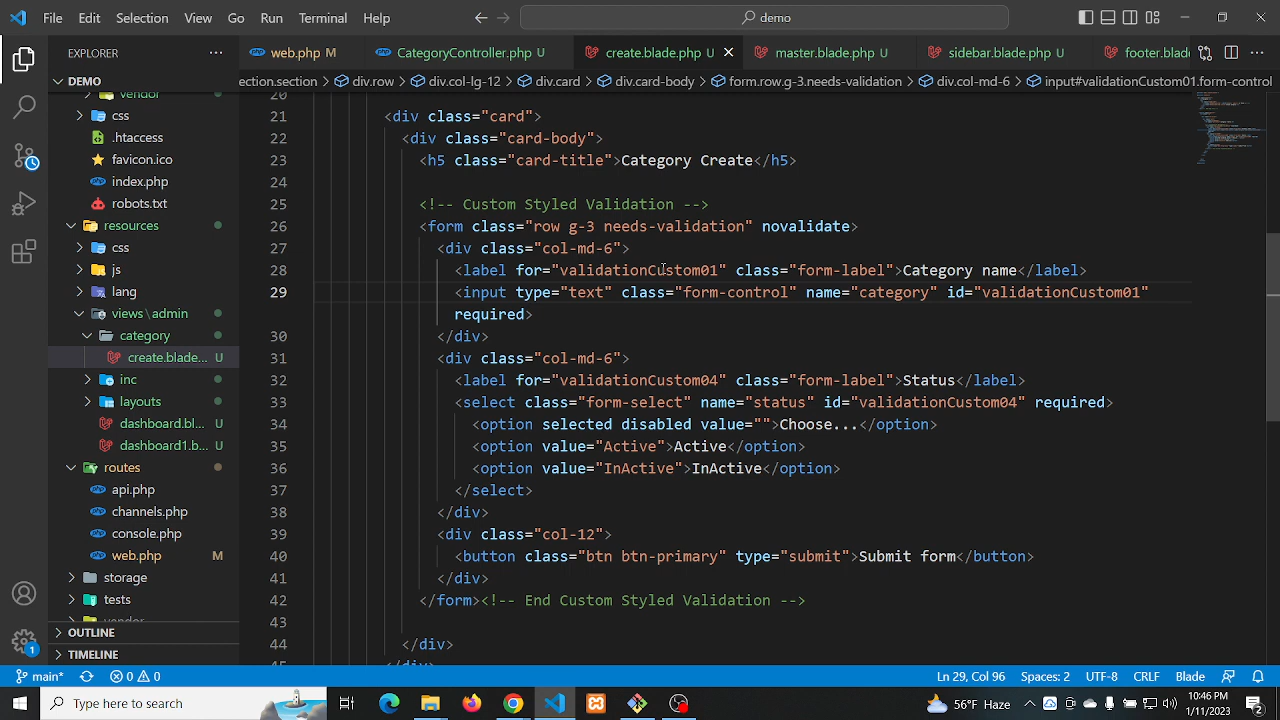 File Edit Selection View Go Run Terminal Help
demo
EXPLORER
web.php M
CategoryController.php U
create.blade.php U
master.blade.php U
sidebar.blade.php U
footer.blade
DEMO
ection.section > div.row > div.col-lg-12 > div.card > div.card-body > form.row.g-3.needs-validation > div.col-md-6 > input#validationCustom01.form-control
vendor
css
.htaccess
favicon.ico
index.php
robots.txt
resources
css
js
lang
views\admin
category
create.blade... U
inc
layouts
dashboard.bl... U
dashboard1.b... U
routes
api.php
channels.php
console.php
web.php M
storage
tests
vendor
OUTLINE
TIMELINE
20
21 <div class="card">
22 <div class="card-body">
23 <h5 class="card-title">Category Create</h5>
24
25 <!-- Custom Styled Validation -->
26 <form class="row g-3 needs-validation" novalidate>
27 <div class="col-md-6">
28 <label for="validationCustom01" class="form-label">Category name</label>
29 <input type="text" class="form-control" name="category" id="validationCustom01"
required>
30 </div>
31 <div class="col-md-6">
32 <label for="validationCustom04" class="form-label">Status</label>
33 <select class="form-select" name="status" id="validationCustom04" required>
34 <option selected disabled value="">Choose...</option>
35 <option value="Active">Active</option>
36 <option value="InActive">InActive</option>
37 </select>
38 </div>
39 <div class="col-12">
40 <button class="btn btn-primary" type="submit">Submit form</button>
41 </div>
42 </form><!-- End Custom Styled Validation -->
43
44 </div>
45 </div>
1
main*
0 0
Ln 29, Col 96 Spaces: 2 UTF-8 CRLF Blade
Type here to search
56°F Haze
10:46 PM
1/11/2023
2